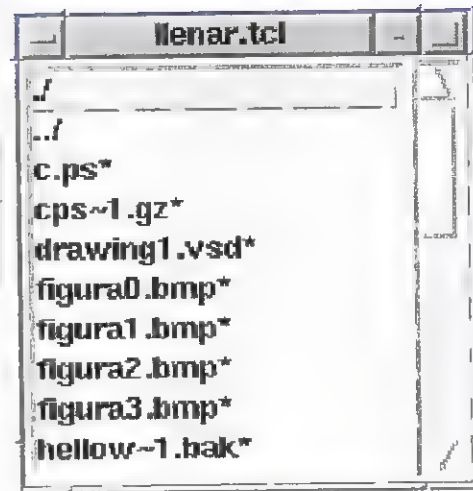 llenar.tcl
./
../
c.ps*
cps~1.gz*
drawing1.vsd*
figura0.bmp*
figura1.bmp*
figura2.bmp*
figura3.bmp*
hellow~1.bak*